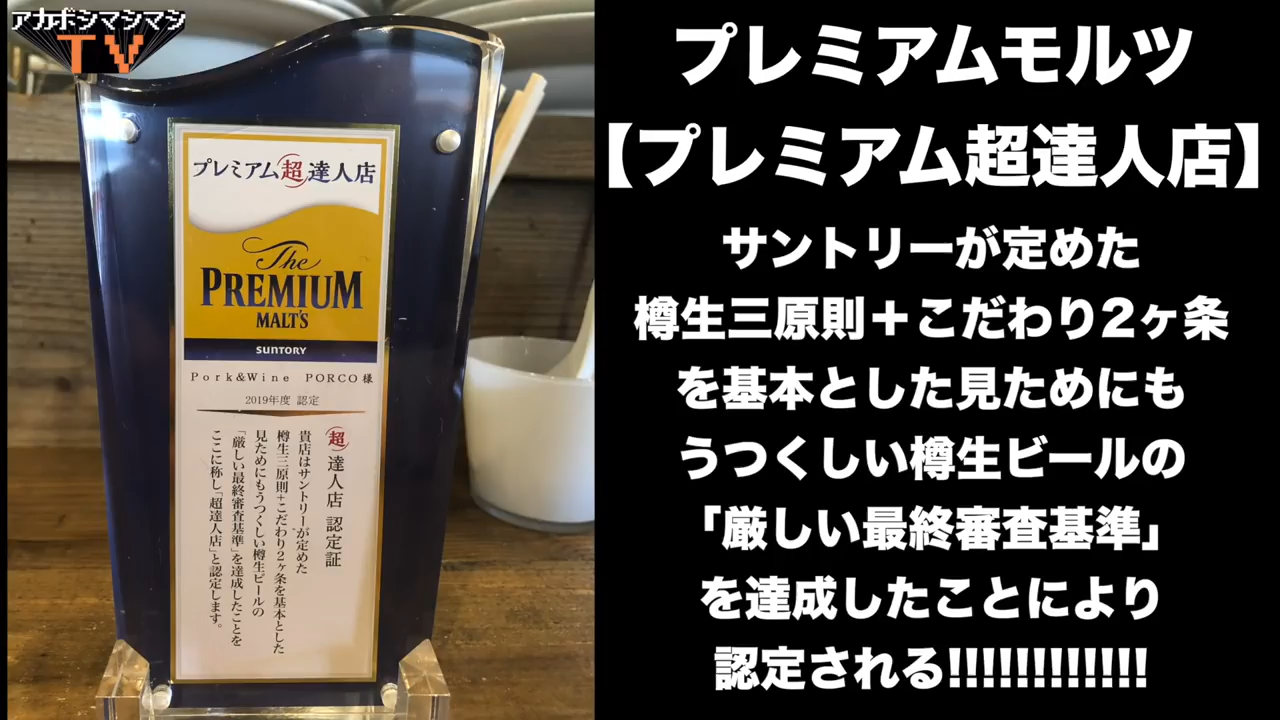 アカボシマシマシ
TV
プレミアム超達人店
The
PREMIUM
MALT'S
SUNTORY
Pork&Wine PORCO様
2019年度 認定
超達人店 認定証
貴店はサントリーが定めた
樽生三原則+こだわり2ヶ条を基本とした
見ためにもうつくしい樽生ビールの
「厳しい最終審査基準」を達成したことを
ここに称し「超達人店」と認定します。
プレミアムモルツ
【プレミアム超達人店】
サントリーが定めた
樽生三原則＋こだわり2ヶ条
を基本とした見ためにも
うつくしい樽生ビールの
「厳しい最終審査基準」
を達成したことにより
認定される!!!!!!!!!!!!